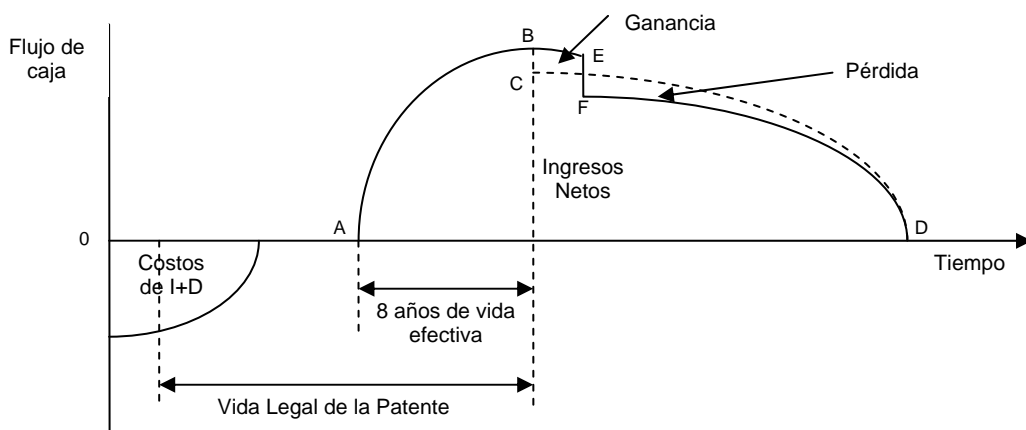 Ganancia
Flujo de
caja
B
E
Pérdida
C
F
Ingresos
Netos
A
D
0
Costos
de I+D
Tiempo
8 años de vida
efectiva
Vida Legal de la Patente